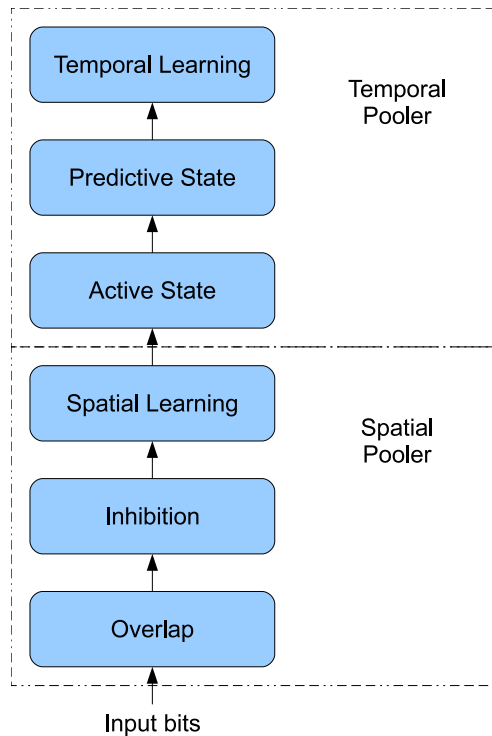 Temporal Learning
Temporal
Pooler
Predictive State
Active State
Spatial Learning
Spatial
Pooler
Inhibition
Overlap
Input bits